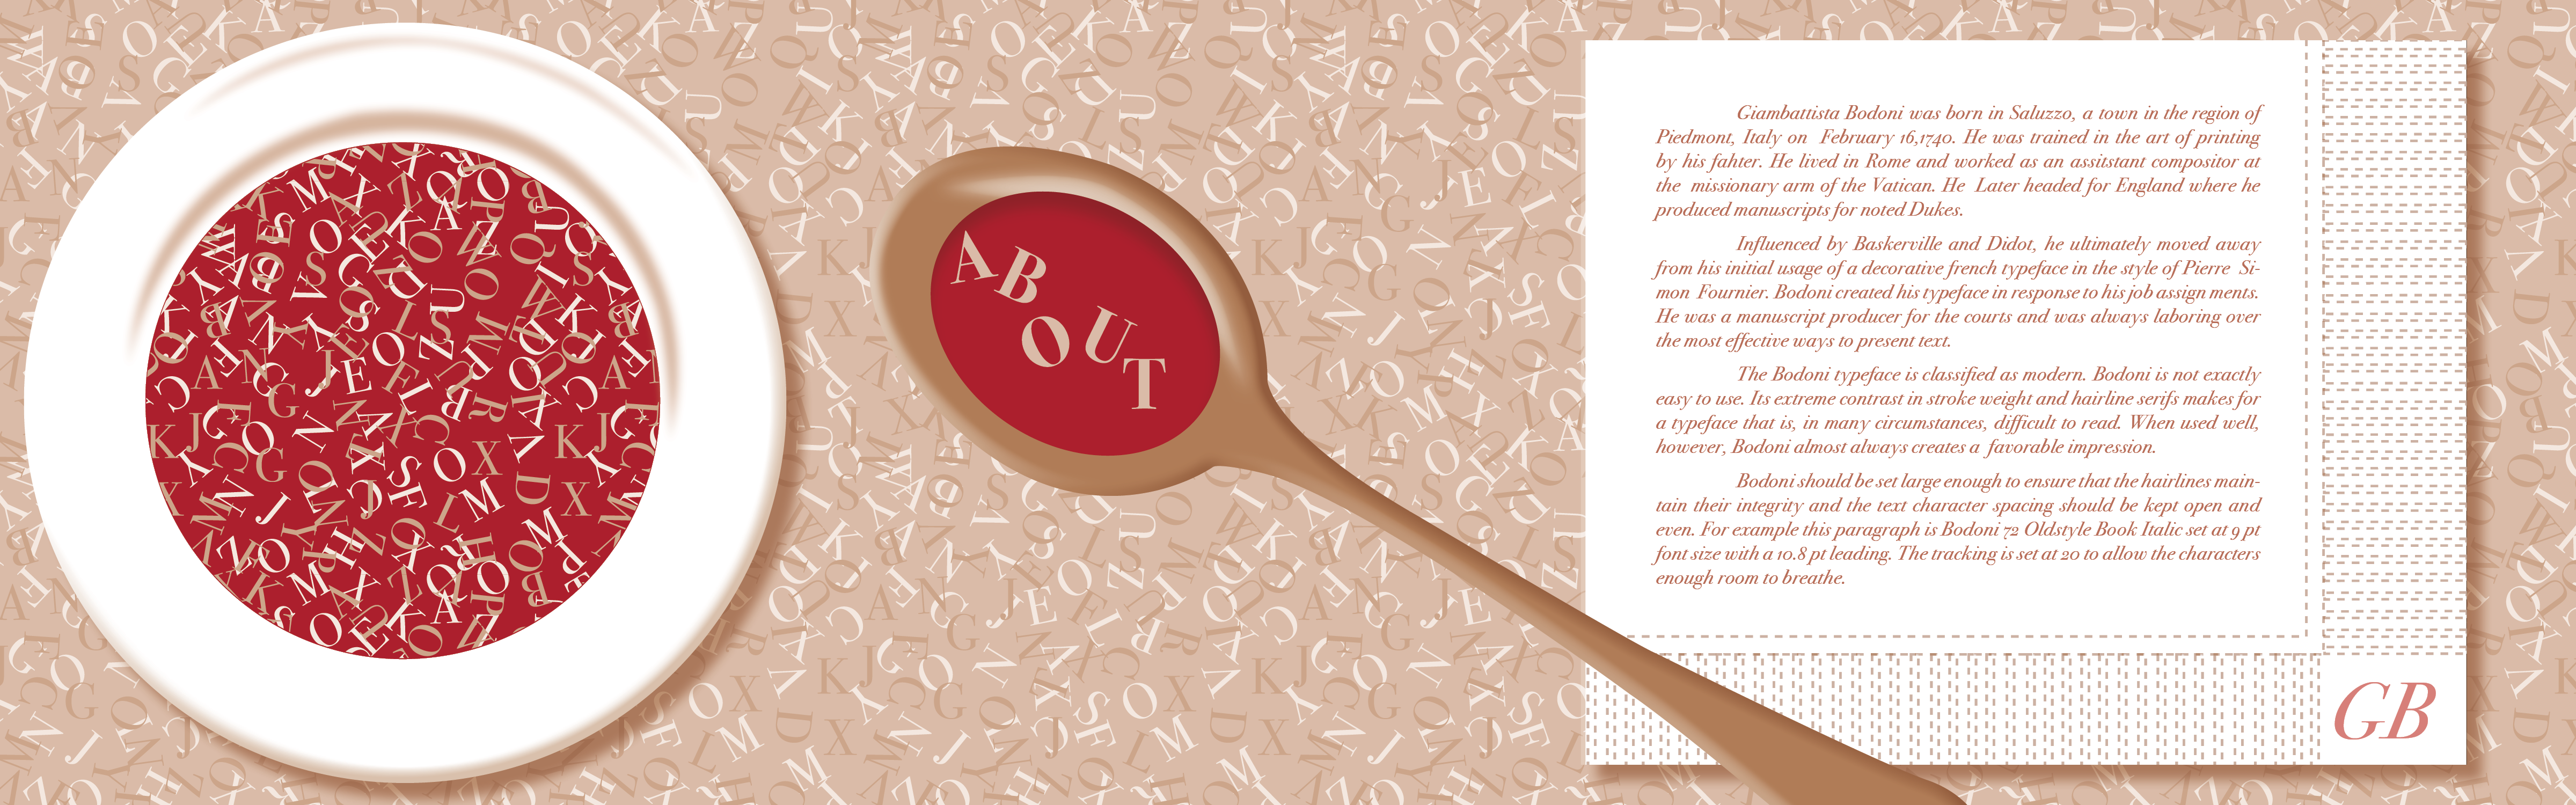 A B O U T
Giambattista Bodoni was born in Saluzzo, a town in the region of
Piedmont, Italy on February 16,1740. He was trained in the art of printing
by his fahter. He lived in Rome and worked as an assitstant compositor at
the missionary arm of the Vatican. He Later headed for England where he
produced manuscripts for noted Dukes.
Influenced by Baskerville and Didot, he ultimately moved away
from his initial usage of a decorative french typeface in the style of Pierre Si-
mon Fournier. Bodoni created his typeface in response to his job assign ments.
He was a manuscript producer for the courts and was always laboring over
the most effective ways to present text.
The Bodoni typeface is classified as modern. Bodoni is not exactly
easy to use. Its extreme contrast in stroke weight and hairline serifs makes for
a typeface that is, in many circumstances, difficult to read. When used well,
however, Bodoni almost always creates a favorable impression.
Bodoni should be set large enough to ensure that the hairlines main-
tain their integrity and the text character spacing should be kept open and
even. For example this paragraph is Bodoni 72 Oldstyle Book Italic set at 9 pt
font size with a 10.8 pt leading. The tracking is set at 20 to allow the characters
enough room to breathe.
GB